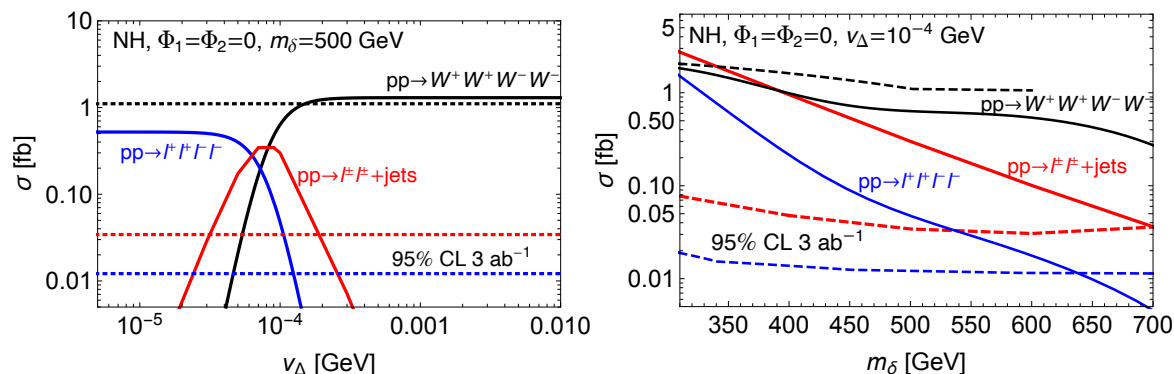 NH, Φ₁=Φ₂=0, mδ=500 GeV
pp→W⁺W⁺W⁻W⁻
pp→l⁺l⁺l⁻l⁻
pp→l±l±+jets
95% CL 3 ab⁻¹
σ [fb]
10
1
0.10
0.01
10⁻⁵
10⁻⁴
0.001
0.010
v_Δ [GeV]
NH, Φ₁=Φ₂=0, v_Δ=10⁻⁴ GeV
pp→W⁺W⁺W⁻W⁻
pp→l±l±+jets
pp→l⁺l⁺l⁻l⁻
95% CL 3 ab⁻¹
σ [fb]
5
1
0.50
0.10
0.05
0.01
350
400
450
500
550
600
650
700
mδ [GeV]